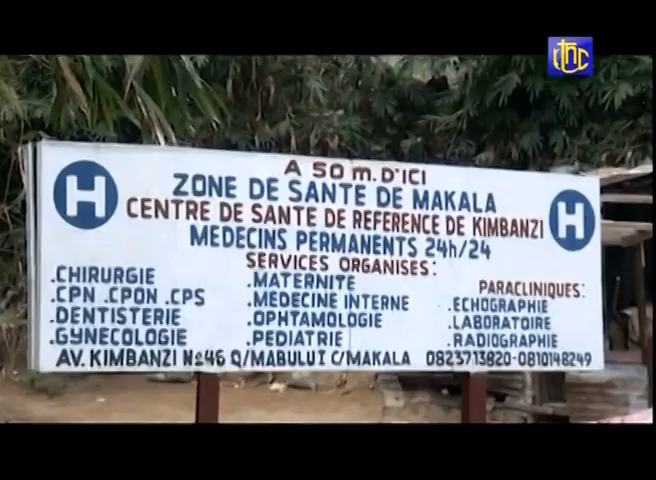 rtnc
A 50 m. D'ICI
ZONE DE SANTE DE MAKALA
H CENTRE DE SANTE DE REFERENCE DE KIMBANZI H
MEDECINS PERMANENTS 24h/24
SERVICES ORGANISES:
.CHIRURGIE
.CPN .CPON .CPS
.DENTISTERIE
.GYNECOLOGIE
.MATERNITE
.MEDECINE INTERNE
.OPHTAMOLOGIE
.PEDIATRIE
PARACLINIQUES:
.ECHOGRAPHIE
.LABORATOIRE
.RADIOGRAPHIE
AV. KIMBANZI No 46 Q/MABULU I C/MAKALA 0823713820-0810148249